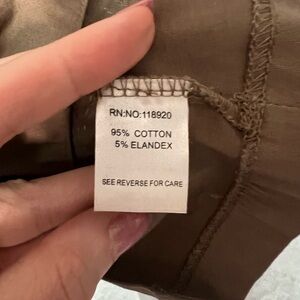 RN:NO:118920
95% COTTON
5% ELANDEX
SEE REVERSE FOR CARE